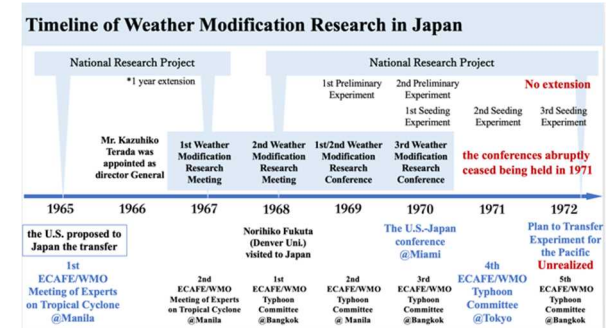 Timeline of Weather Modification Research in Japan
National Research Project
National Research Project
*1 year extension
1st Preliminary
Experiment
2nd Preliminary
Experiment
No extension
1st Seeding
Experiment
2nd Seeding
Experiment
3rd Seeding
Experiment
Mr. Kazuhiko
Terada was
appointed as
director General
1st Weather
Modification
Research
Meeting
2nd Weather
Modification
Research
Meeting
1st/2nd Weather
Modification
Research
Conference
3rd Weather
Modification
Research
Conference
the conferences abruptly
ceased being held in 1971
1965
1966
1967
1968
1969
1970
1971
1972
the U.S. proposed to
Japan the transfer
Norihiko Fukuta
(Denver Uni.)
visited to Japan
The U.S.-Japan
conference
@Miami
Plan to Transfer
Experiment for
the Pacific
Unrealized
1st
ECAFE/WMO
Meeting of Experts
on Tropical Cyclone
@Manila
2nd
ECAFE/WMO
Meeting of Experts
on Tropical Cyclone
@Manila
1st
ECAFE/WMO
Typhoon
Committee
@Bangkok
2nd
ECAFE/WMO
Typhoon
Committee
@ Manila
3rd
ECAFE/WMO
Typhoon
Committee
@Bangkok
4th
ECAFE/WMO
Typhoon
Committee
@Tokyo
5th
ECAFE/WMO
Typhoon
Committee
@Bangkok